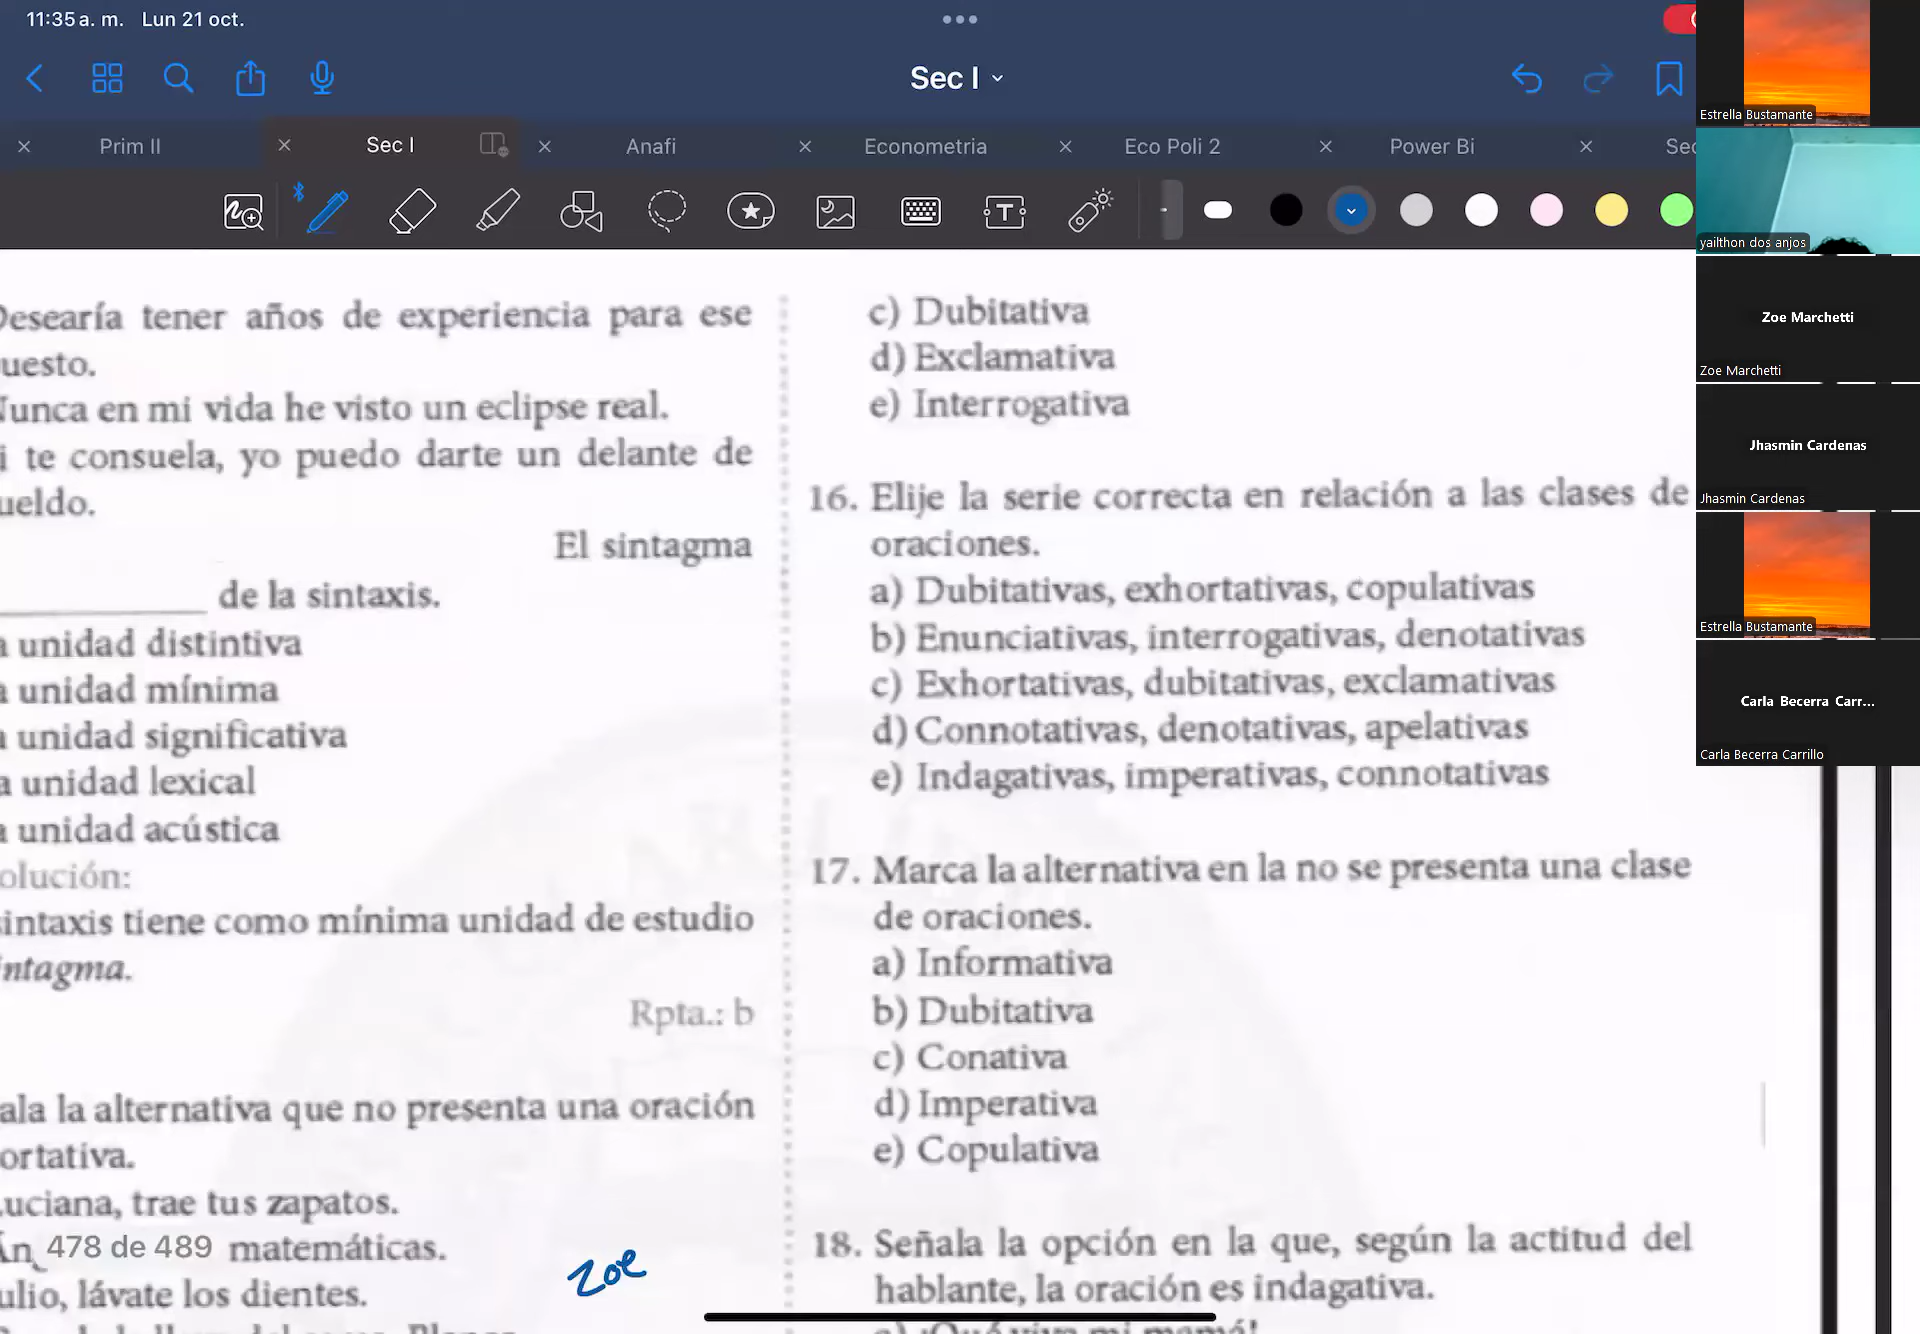 11:35 a. m. Lun 21 oct.
Sec I
Prim II
Sec I
Anafi
Econometria
Eco Poli 2
Power Bi
Sec
T
Desearía tener años de experiencia para ese
uesto.
Nunca en mi vida he visto un eclipse real.
i te consuela, yo puedo darte un delante de
ueldo.
El sintagma
de la sintaxis.
a unidad distintiva
a unidad mínima
a unidad significativa
a unidad lexical
a unidad acústica
olución:
sintaxis tiene como mínima unidad de estudio
intagma.
Rpta.: b
ala la alternativa que no presenta una oración
ortativa.
Luciana, trae tus zapatos.
478 de 489 matemáticas.
ulio, lávate los dientes.
Zoe
c) Dubitativa
d) Exclamativa
e) Interrogativa
16. Elije la serie correcta en relación a las clases de
oraciones.
a) Dubitativas, exhortativas, copulativas
b) Enunciativas, interrogativas, denotativas
c) Exhortativas, dubitativas, exclamativas
d) Connotativas, denotativas, apelativas
e) Indagativas, imperativas, connotativas
17. Marca la alternativa en la no se presenta una clase
de oraciones.
a) Informativa
b) Dubitativa
c) Conativa
d) Imperativa
e) Copulativa
18. Señala la opción en la que, según la actitud del
hablante, la oración es indagativa.
a) ¡Qué viva mi mamá!
Estrella Bustamante
yailthon dos anjos
Zoe Marchetti
Zoe Marchetti
Jhasmin Cardenas
Jhasmin Cardenas
Estrella Bustamante
Carla Becerra Carr...
Carla Becerra Carrillo